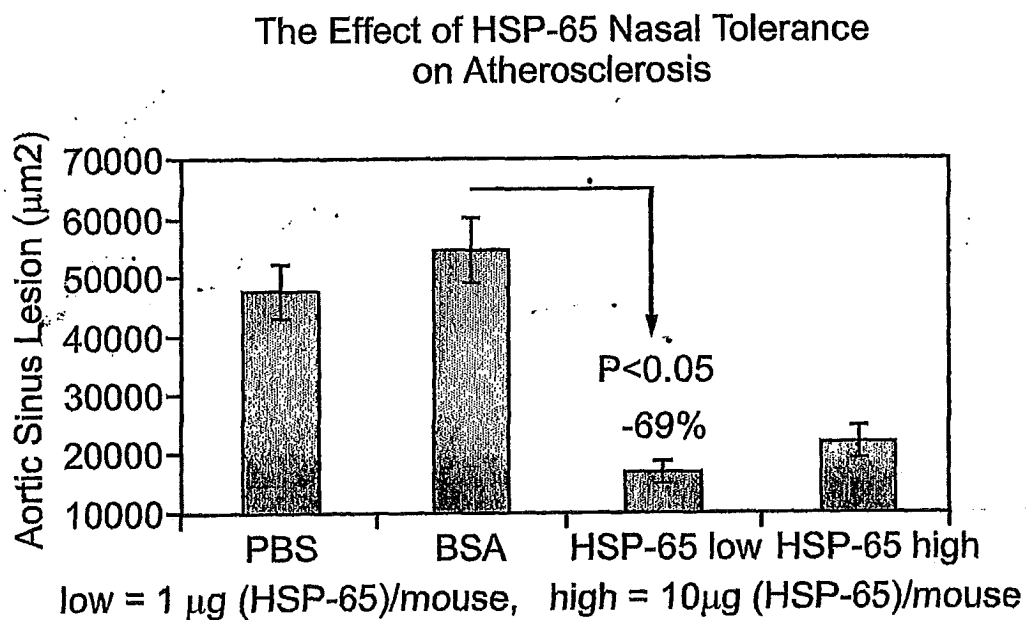 The Effect of HSP-65 Nasal Tolerance
on Atherosclerosis
Aortic Sinus Lesion (µm2)
70000
60000
50000
40000
30000
20000
10000
P<0.05
-69%
PBS BSA HSP-65 low HSP-65 high
low = 1 µg (HSP-65)/mouse, high = 10µg (HSP-65)/mouse